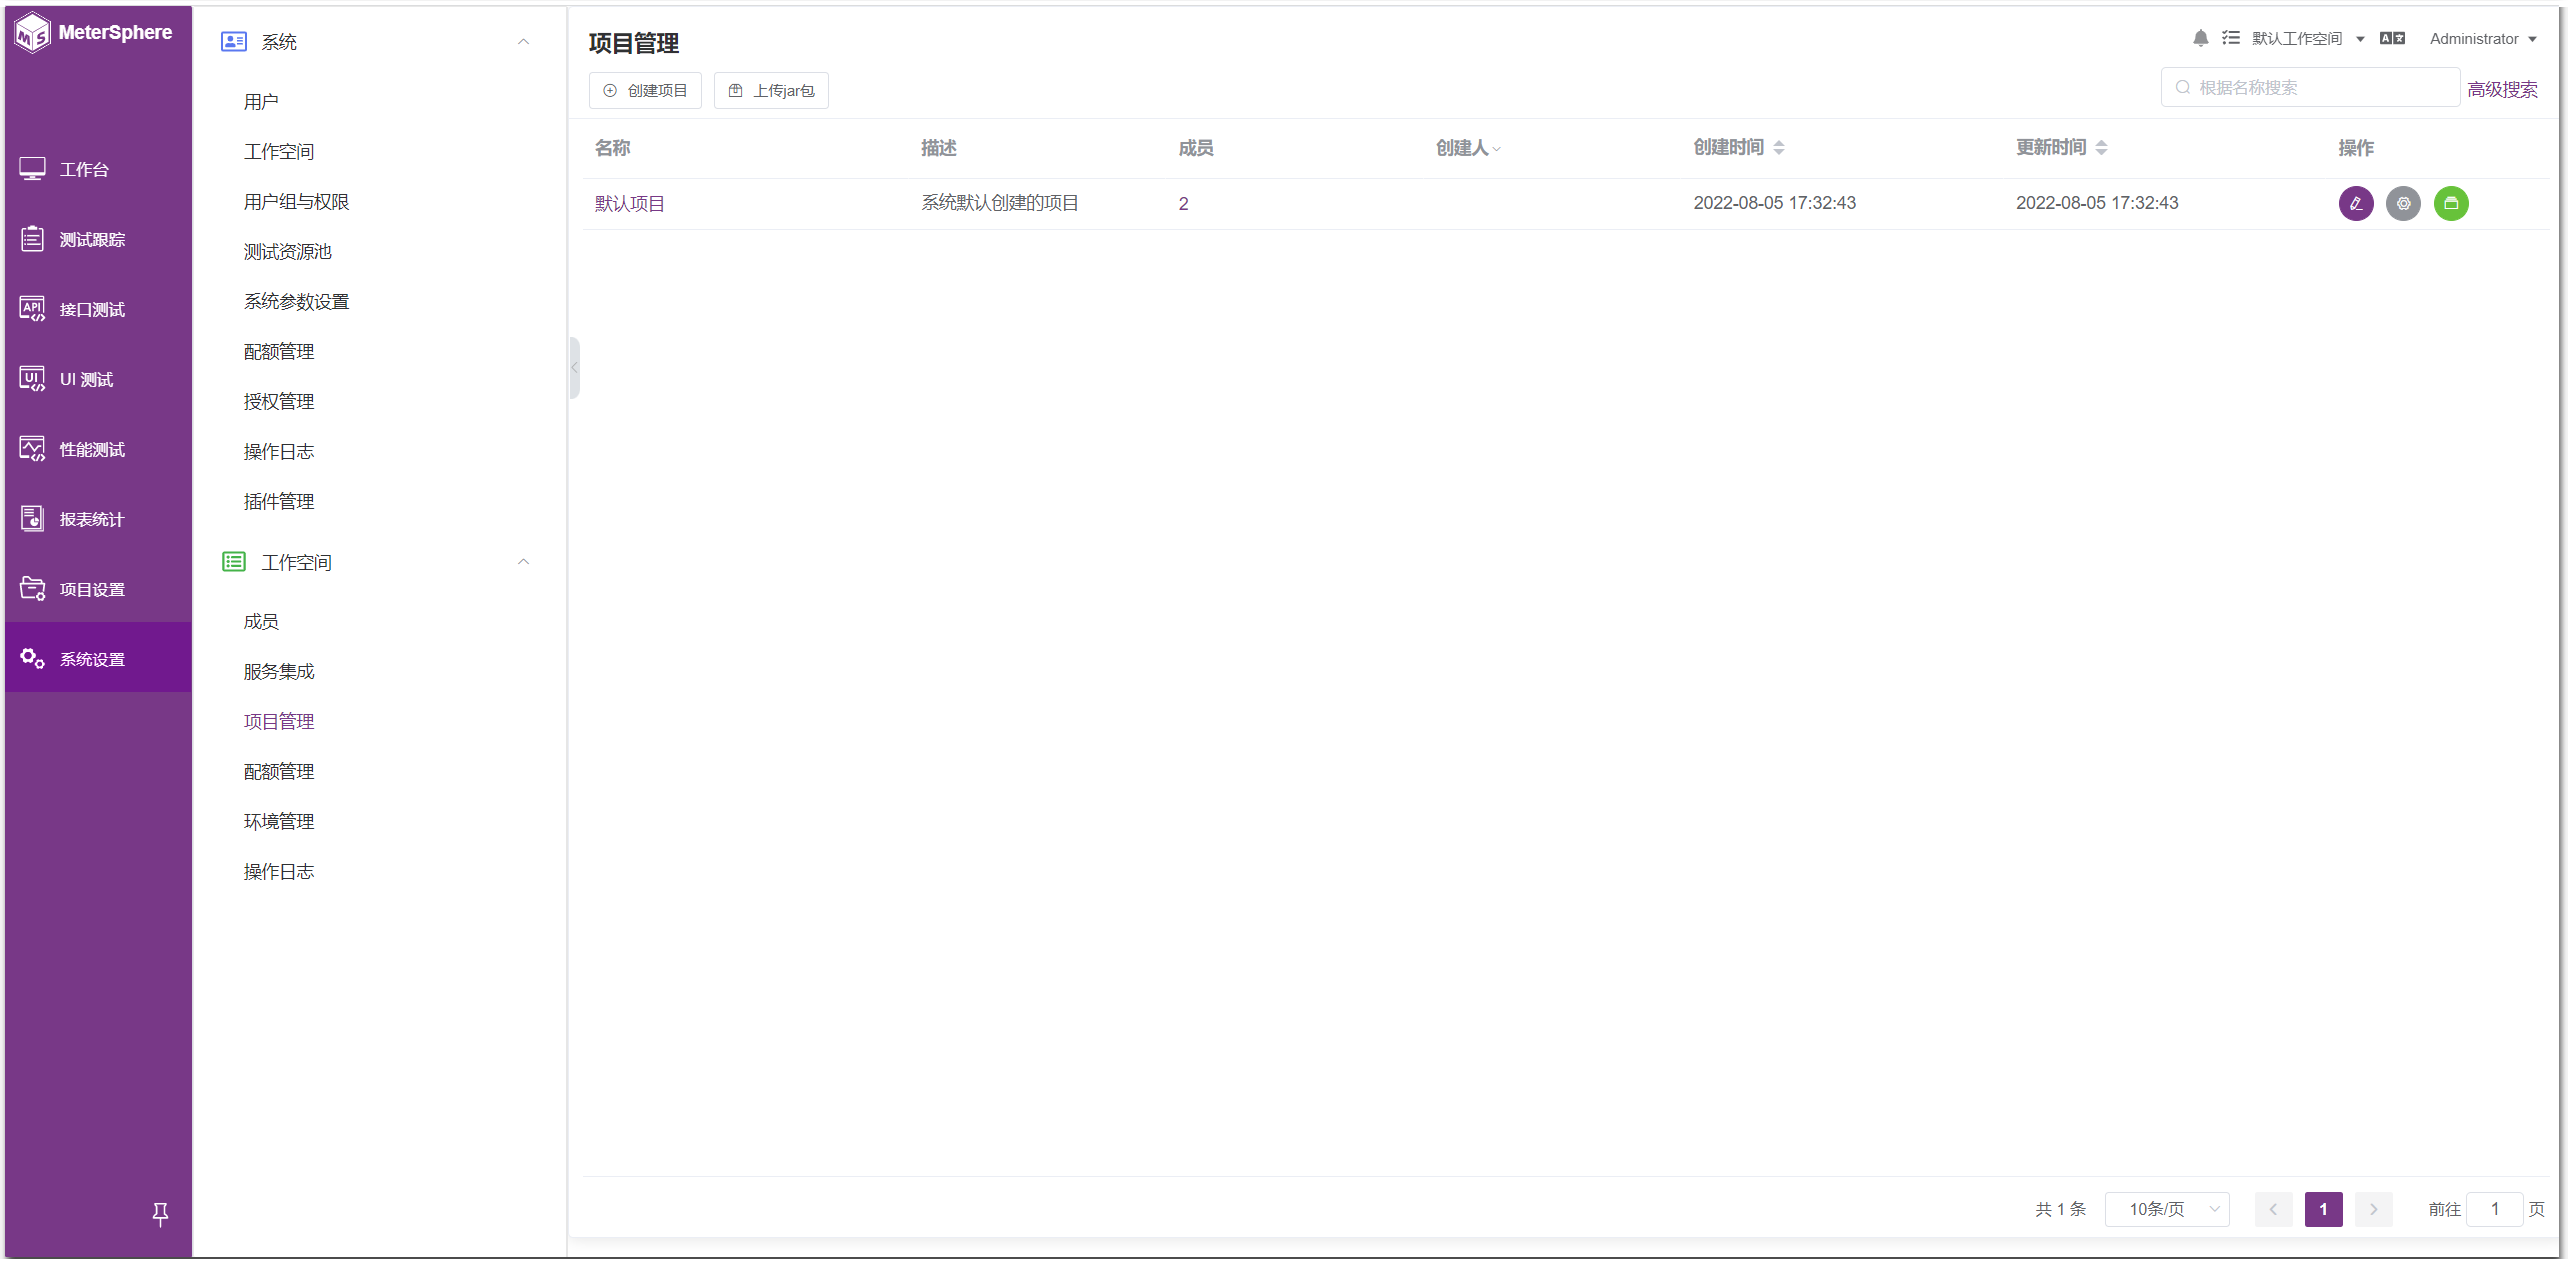 MeterSphere
工作台
测试跟踪
API
接口测试
UI
UI 测试
性能测试
报表统计
项目设置
系统设置
系统
用户
工作空间
用户组与权限
测试资源池
系统参数设置
配额管理
授权管理
操作日志
插件管理
工作空间
成员
服务集成
项目管理
配额管理
环境管理
操作日志
项目管理
默认工作空间
Administrator
创建项目 上传jar包
根据名称搜索 高级搜索
名称 描述 成员 创建人 创建时间 更新时间 操作
默认项目 系统默认创建的项目 2 2022-08-05 17:32:43 2022-08-05 17:32:43
共 1 条 10条/页 1 前往 1 页